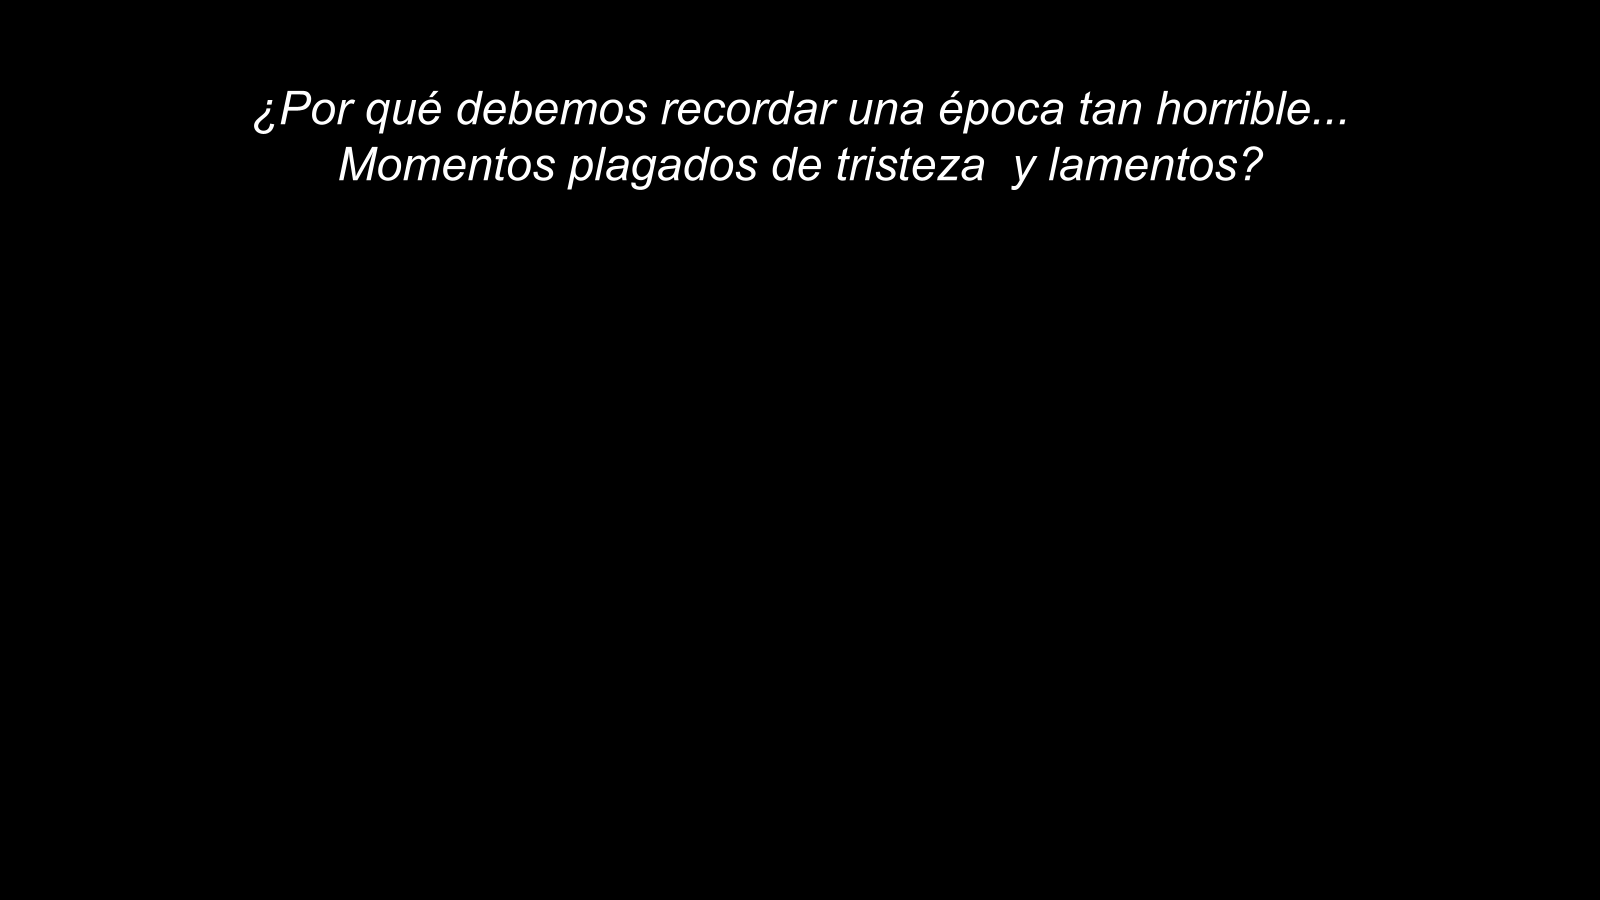 ¿Por qué debemos recordar una época tan horrible...
Momentos plagados de tristeza  y lamentos?